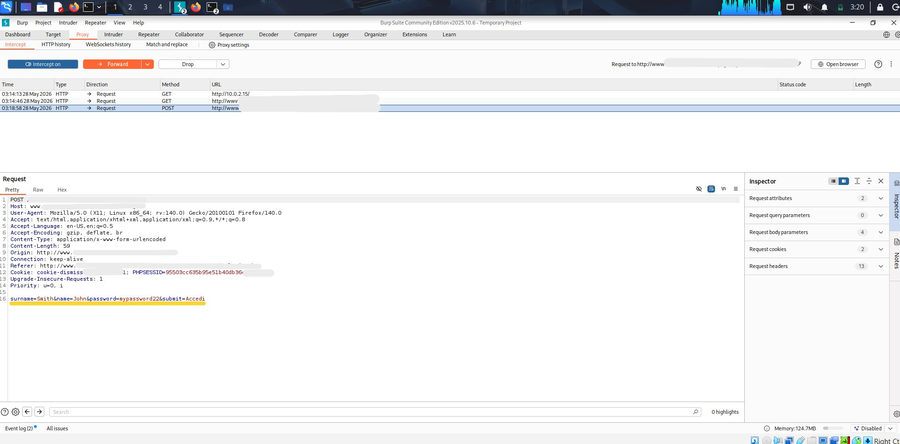 1 2 3 4
3:20
Burp Project Intruder Repeater View Help
Burp Suite Community Edition v2025.10.6 - Temporary Project
Dashboard Target Proxy Intruder Repeater Collaborator Sequencer Decoder Comparer Logger Organizer Extensions Learn
Intercept HTTP history WebSockets history Match and replace Proxy settings
Intercept on Forward Drop Request to http://www Open browser
Time Type Direction Method URL Status code Length
03:14:13 28 May 2026 HTTP → Request GET http://10.0.2.15/
03:14:46 28 May 2026 HTTP → Request GET http://www
03:18:58 28 May 2026 HTTP → Request POST http://www.
Request
Pretty Raw Hex
1 POST
2 Host: www
3 User-Agent: Mozilla/5.0 (X11; Linux x86_64; rv:140.0) Gecko/20100101 Firefox/140.0
4 Accept: text/html,application/xhtml+xml,application/xml;q=0.9,*/*;q=0.8
5 Accept-Language: en-US,en;q=0.5
6 Accept-Encoding: gzip, deflate, br
7 Content-Type: application/x-www-form-urlencoded
8 Content-Length: 59
9 Origin: http://www.
10 Connection: keep-alive
11 Referer: http://www.
12 Cookie: cookie-dismiss 1; PHPSESSID=95503cc635b95e51b40db36
13 Upgrade-Insecure-Requests: 1
14 Priority: u=0, i
15
16 surname=Smith&name=John&password=mypassword22&submit=Accedi
Inspector
Request attributes 2
Request query parameters 0
Request body parameters 4
Request cookies 2
Request headers 13
Inspector
Notes
Search 0 highlights
Event log (2) All issues Memory: 124.7MB Disabled
Right Ct